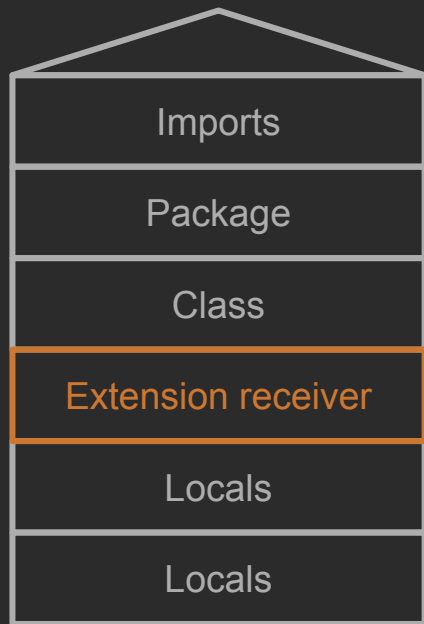 Imports
Package
Class
Extension receiver
Locals
Locals